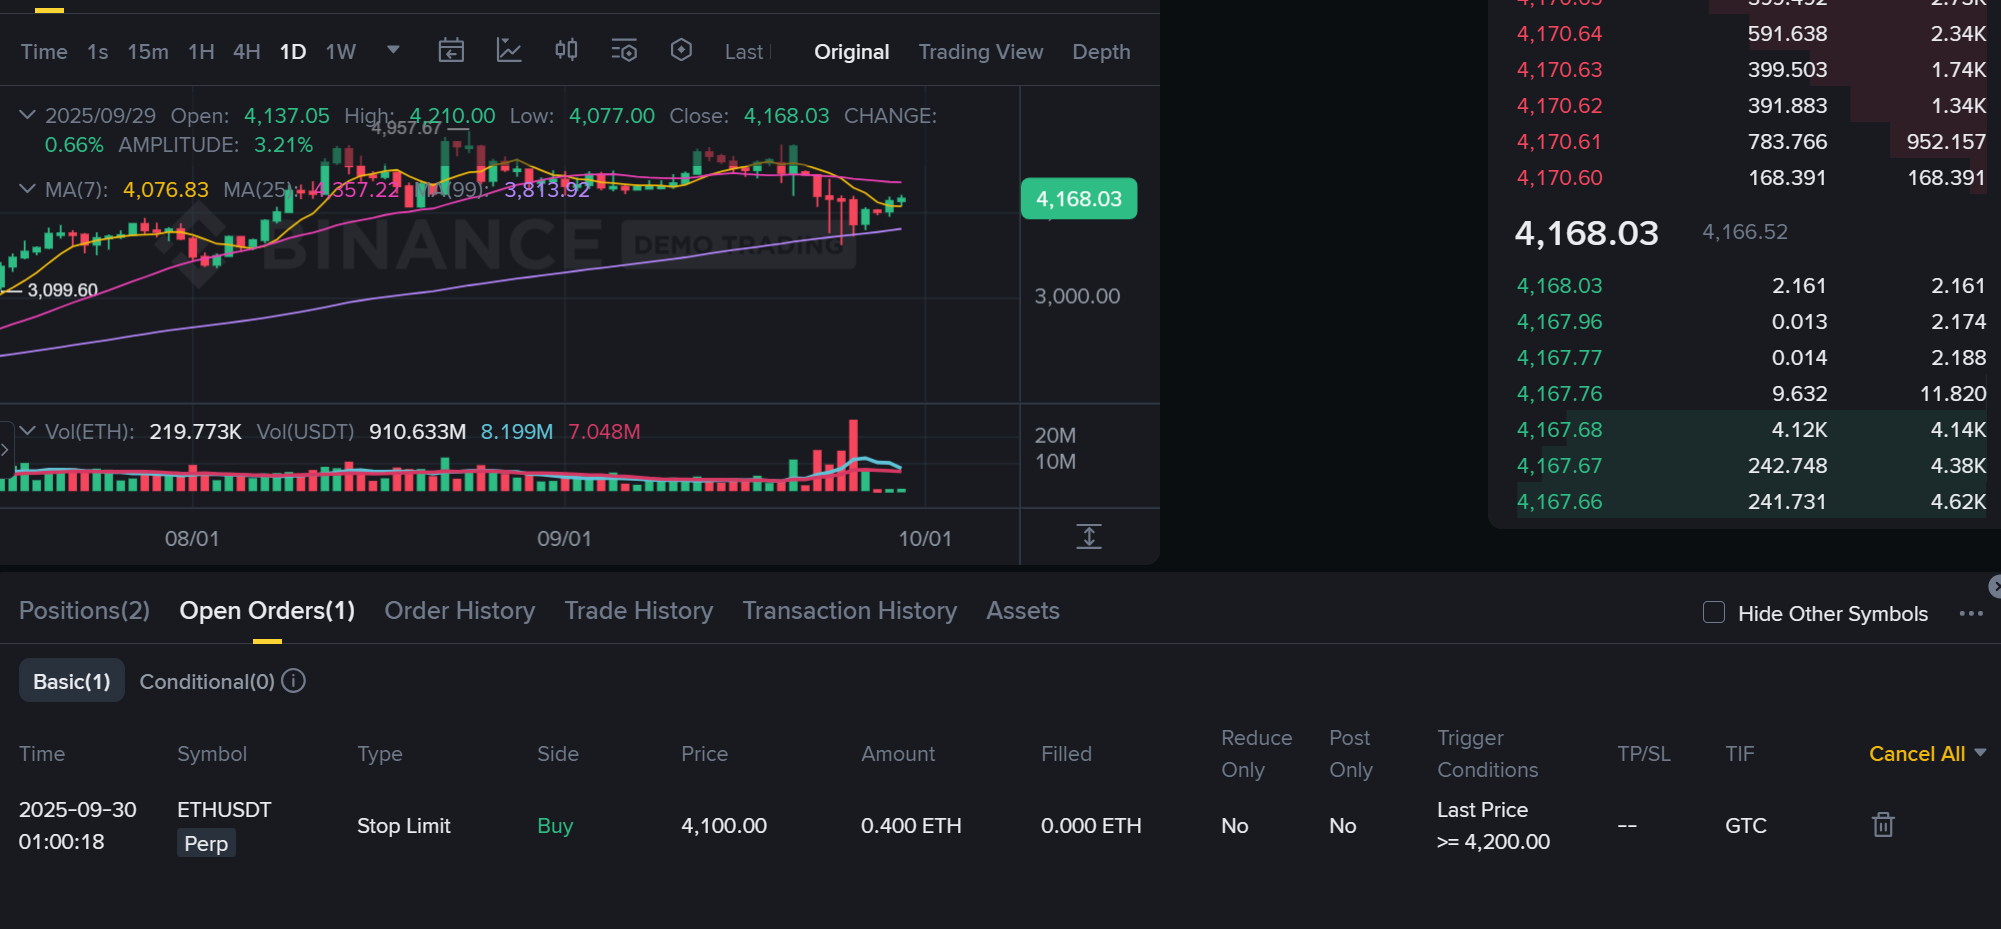 Time 1s 15m 1H 4H 1D 1W Last Original Trading View Depth
2025/09/29 Open: 4,137.05 High: 4,210.00 Low: 4,077.00 Close: 4,168.03 CHANGE:
0.66% AMPLITUDE: 3.21%
4,957.67
MA(7): 4,076.83 MA(25): 4,357.22 MA(99): 3,813.92
4,168.03
BINANCE DEMO TRADING
3,099.60
3,000.00
Vol(ETH): 219.773K Vol(USDT) 910.633M 8.199M 7.048M
20M
10M
08/01 09/01 10/01
4,170.65 399.492 2.73K
4,170.64 591.638 2.34K
4,170.63 399.503 1.74K
4,170.62 391.883 1.34K
4,170.61 783.766 952.157
4,170.60 168.391 168.391
4,168.03 4,166.52
4,168.03 2.161 2.161
4,167.96 0.013 2.174
4,167.77 0.014 2.188
4,167.76 9.632 11.820
4,167.68 4.12K 4.14K
4,167.67 242.748 4.38K
4,167.66 241.731 4.62K
Positions(2) Open Orders(1) Order History Trade History Transaction History Assets
Hide Other Symbols
Basic(1) Conditional(0)
Time Symbol Type Side Price Amount Filled Reduce Only Post Only Trigger Conditions TP/SL TIF Cancel All
2025-09-30 01:00:18 ETHUSDT Perp Stop Limit Buy 4,100.00 0.400 ETH 0.000 ETH No No Last Price >= 4,200.00 -- GTC